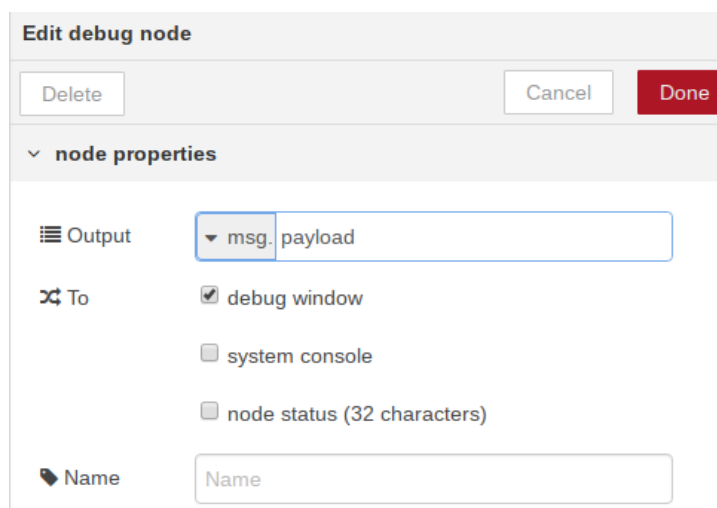 Edit debug node
Delete Cancel Done
node properties
Output msg. payload
To debug window
system console
node status (32 characters)
Name Name